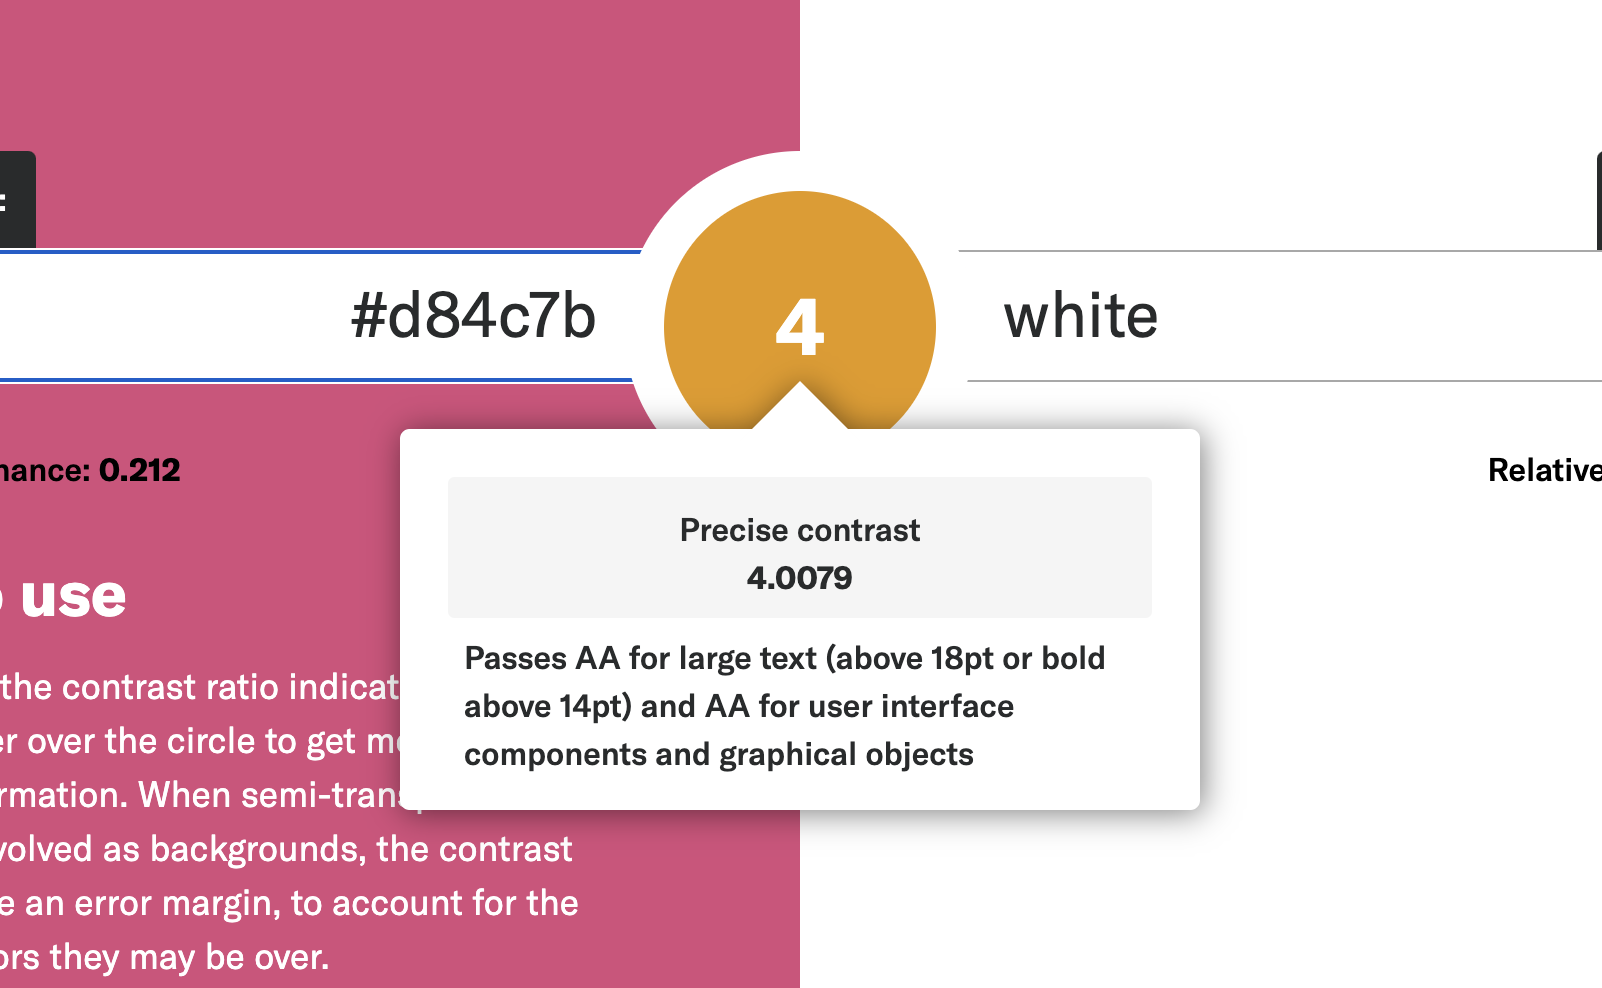 :
#d84c7b
4
white
nance: 0.212
Relative
Precise contrast
4.0079
Passes AA for large text (above 18pt or bold
above 14pt) and AA for user interface
components and graphical objects
use
the contrast ratio indicat
er over the circle to get mo
rmation. When semi-transp
volved as backgrounds, the contrast
e an error margin, to account for the
ors they may be over.